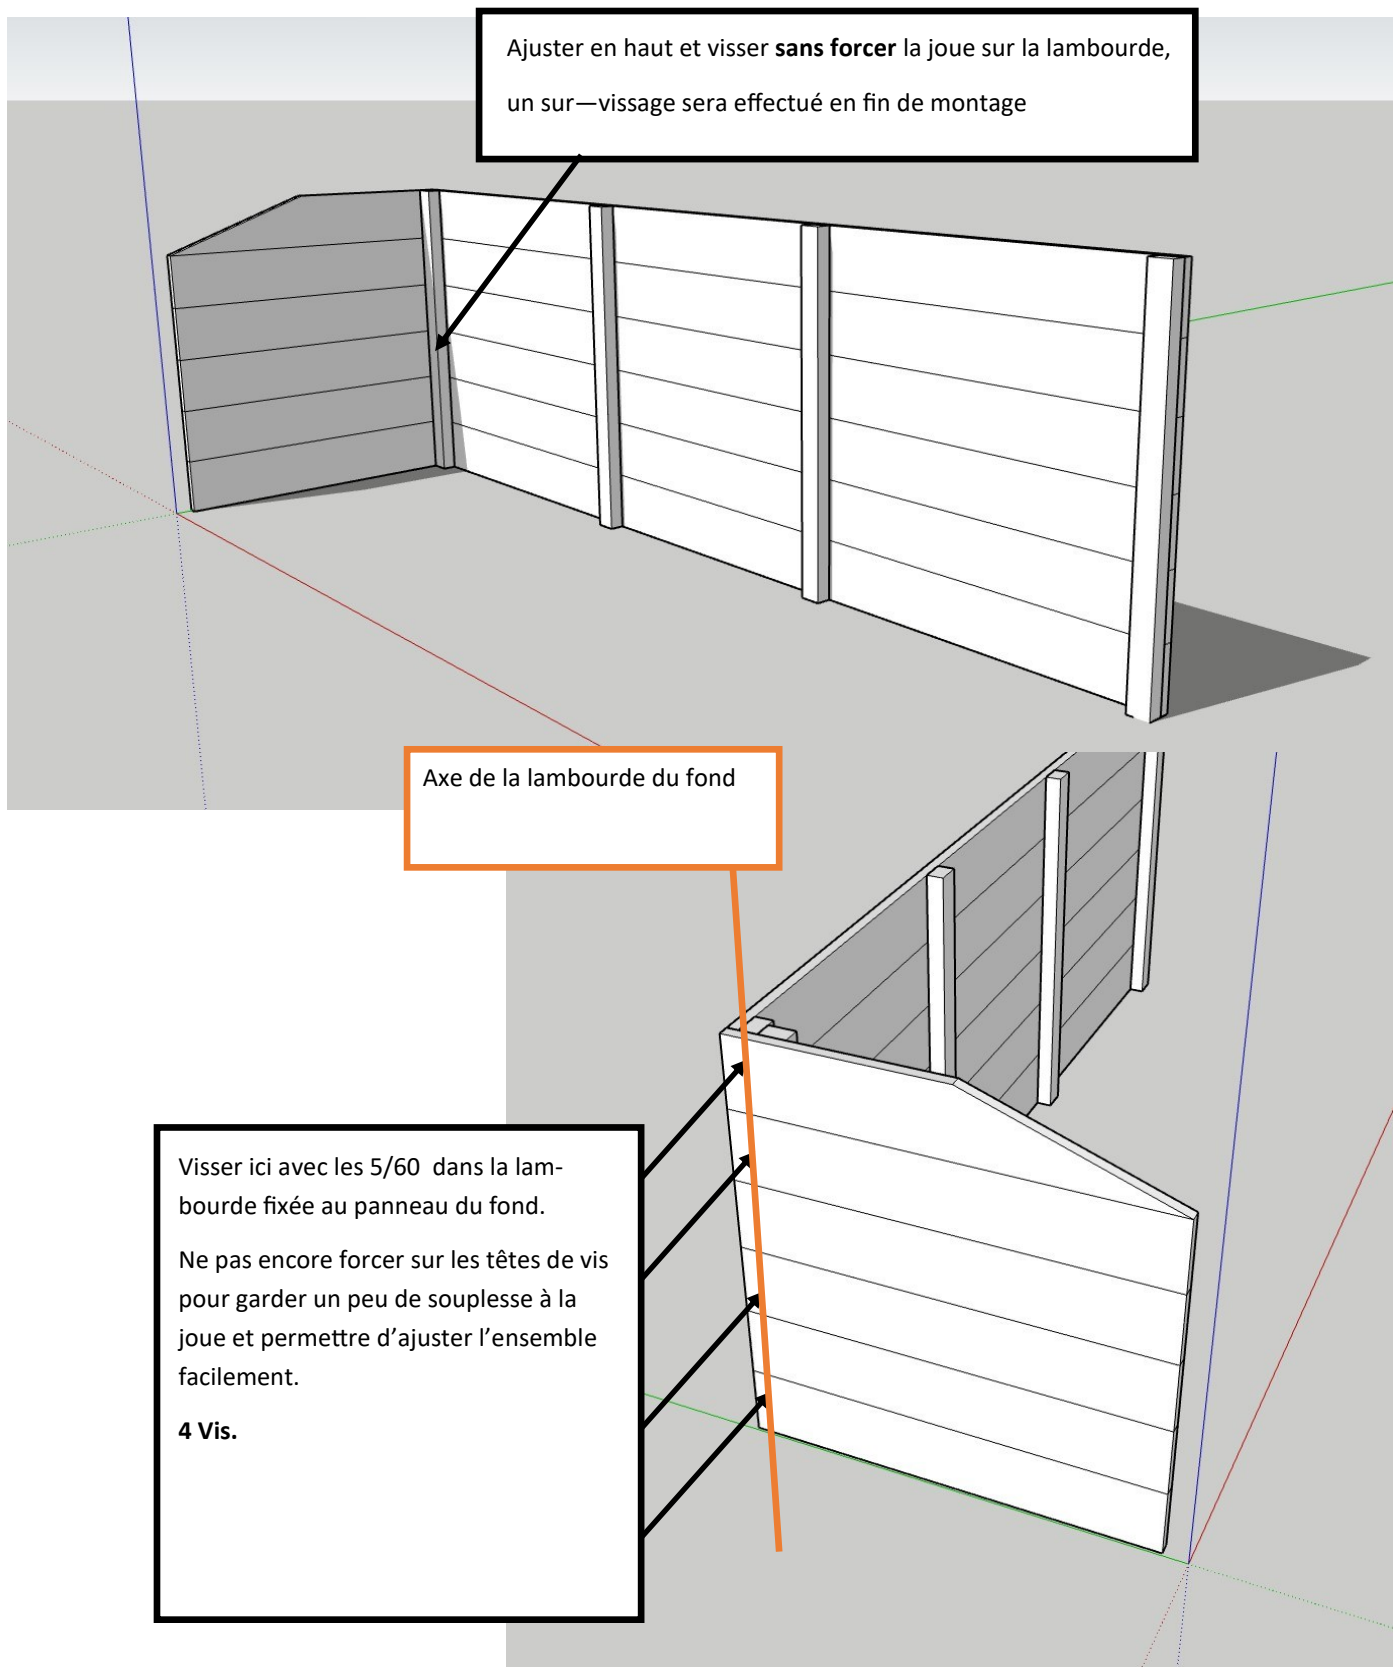 Ajuster en haut et visser sans forcer la joue sur la lambourde,
un sur—vissage sera effectué en fin de montage
Axe de la lambourde du fond
Visser ici avec les 5/60 dans la lam-
bourde fixée au panneau du fond.
Ne pas encore forcer sur les têtes de vis
pour garder un peu de souplesse à la
joue et permettre d’ajuster l’ensemble
facilement.
4 Vis.